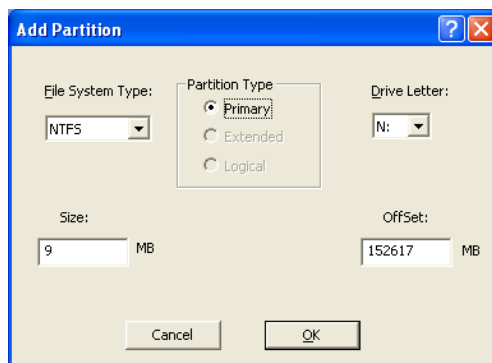 Add Partition
File System Type:
Partition Type
Drive Letter:
NTFS
Primary
Extended
Logical
N:
Size:
OffSet:
9 MB
152617 MB
Cancel
OK